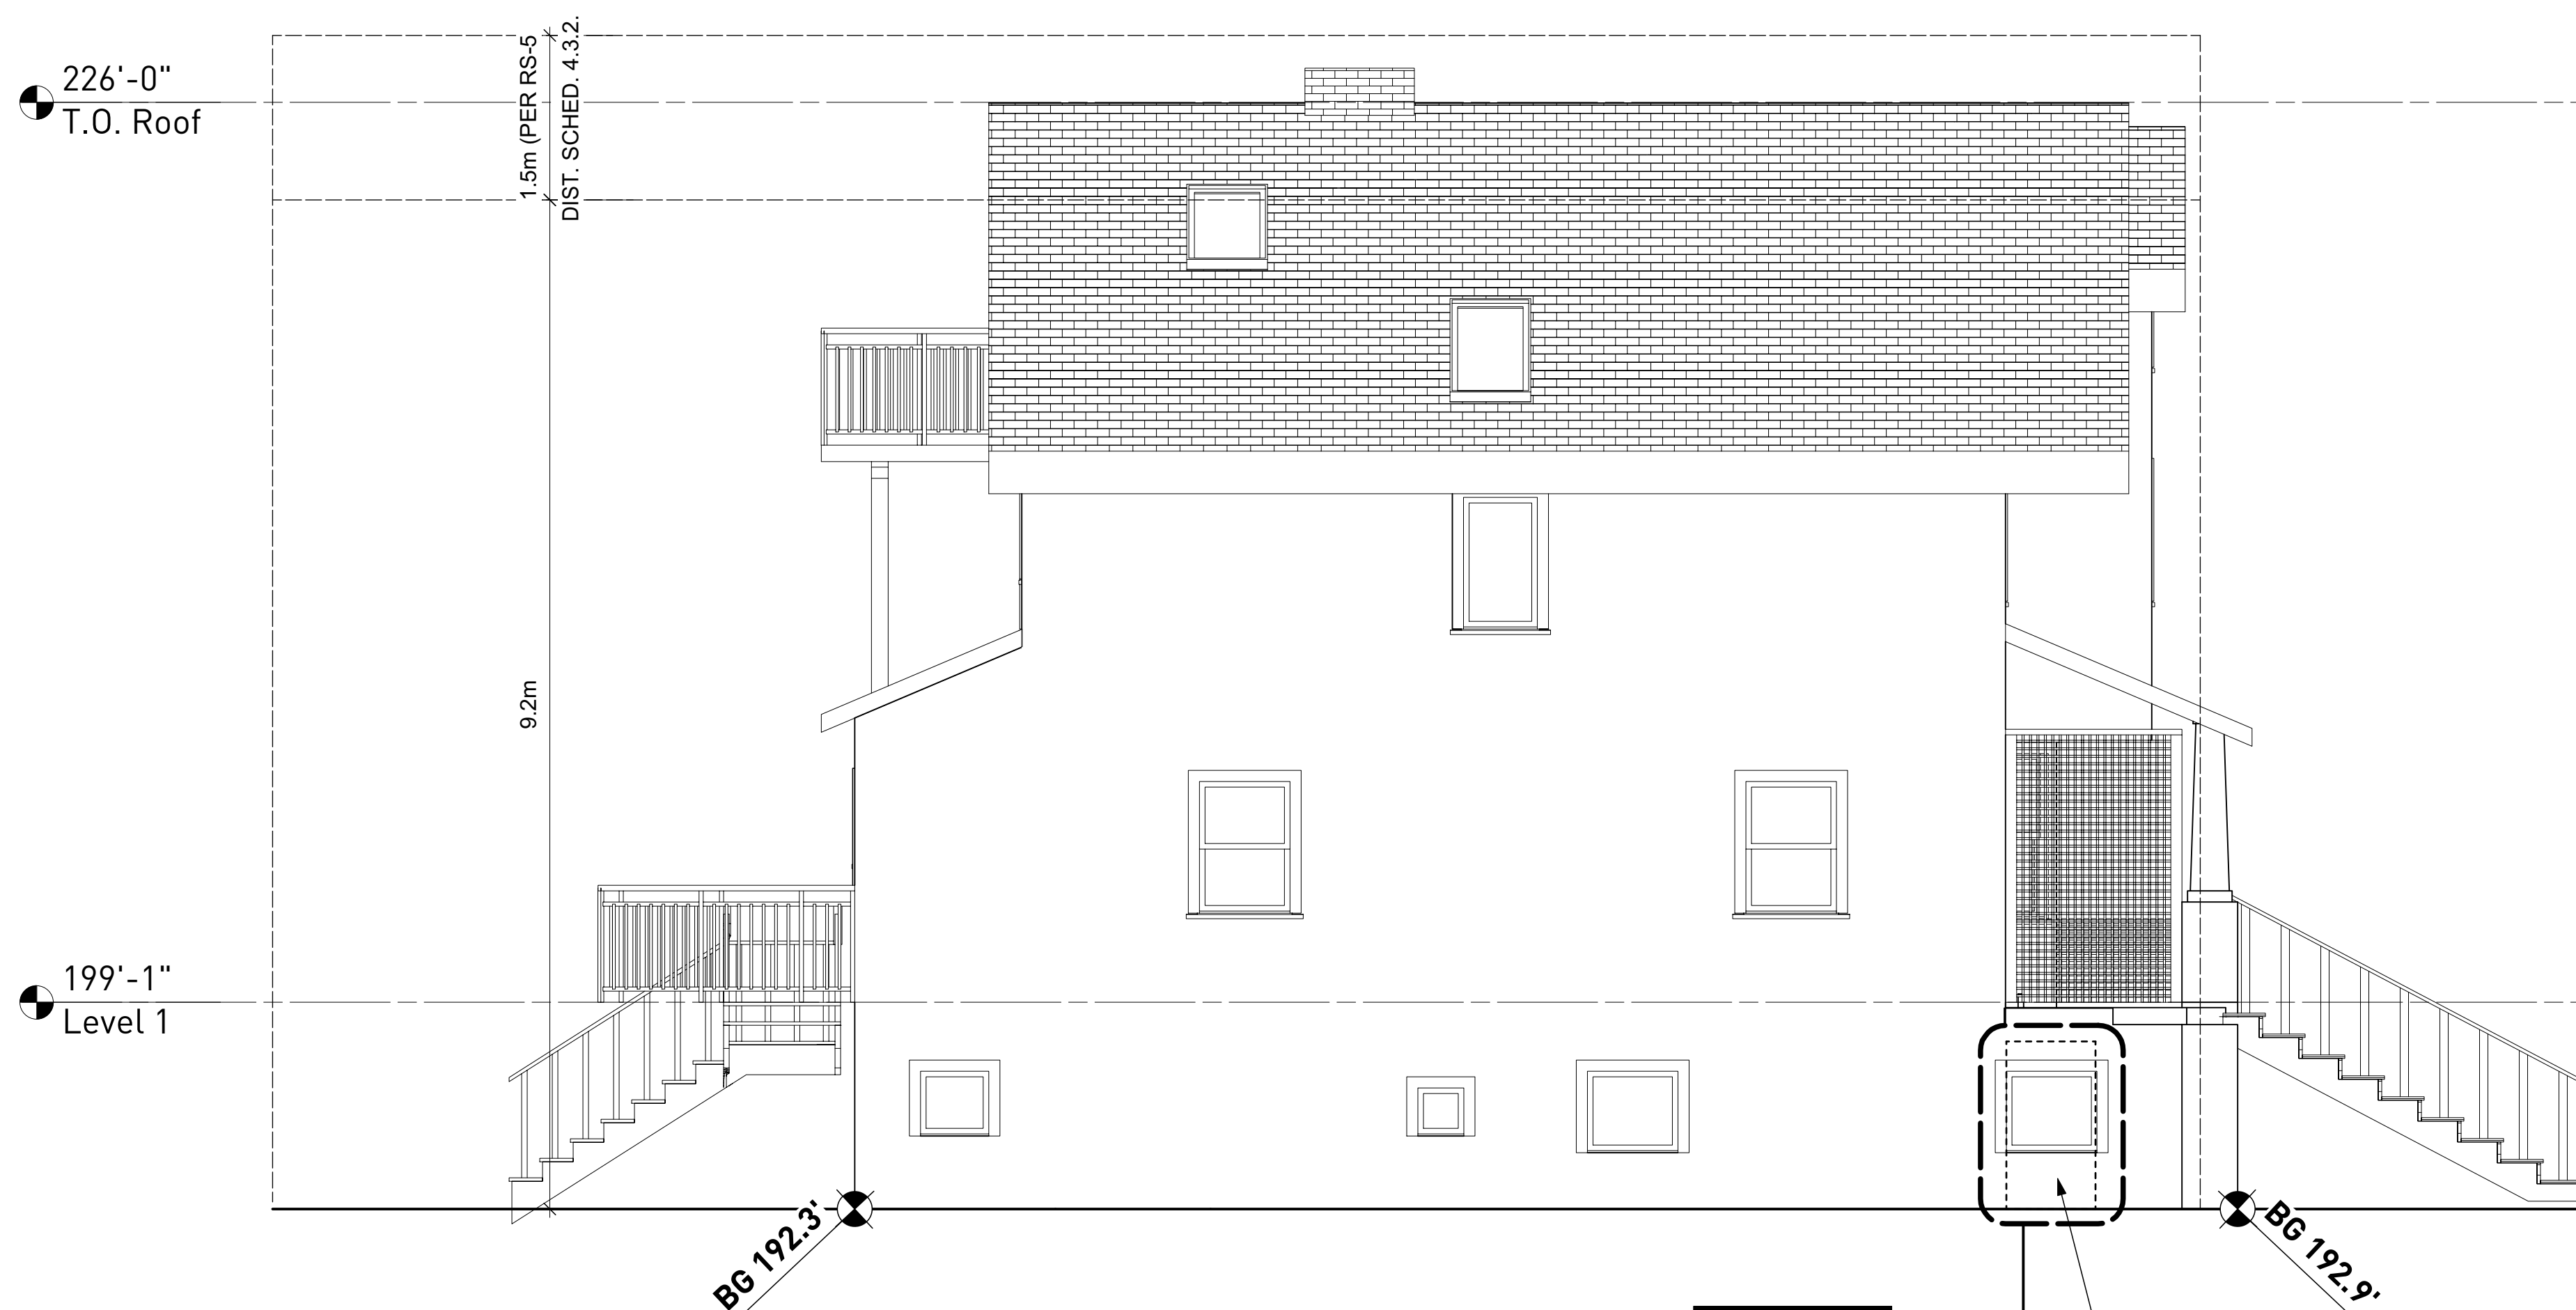 226'-0"
T.O. Roof
1.5m (PER RS-5
DIST. SCHED. 4.3.2.
9.2m
199'-1"
Level 1
BG 192.3'
BG 192.9'